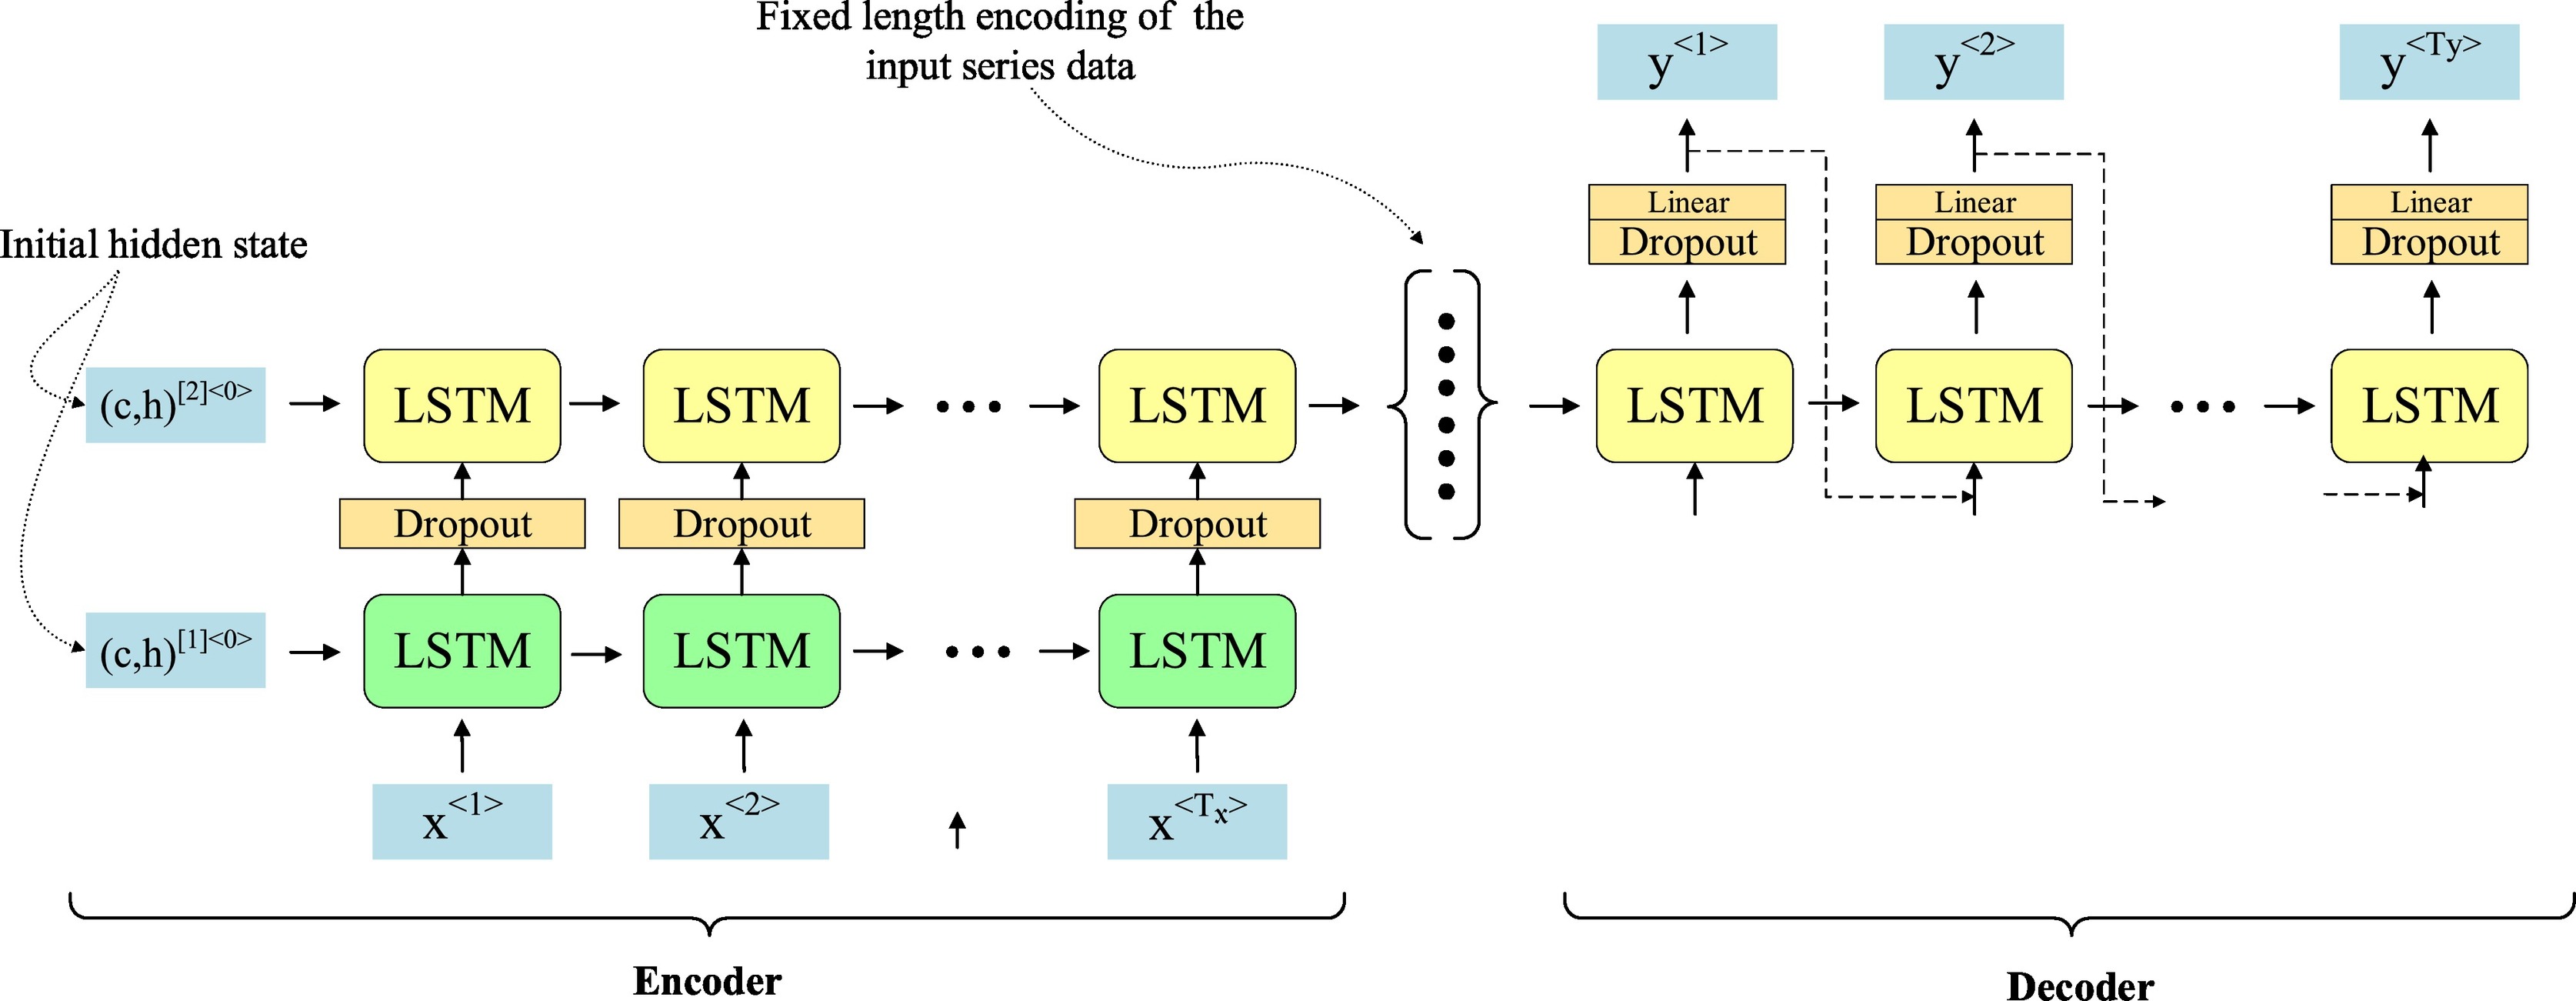 Fixed length encoding of the
input series data
y<1> y<2> y<Ty>
Linear Linear Linear
Dropout Dropout Dropout
Initial hidden state
(c,h)[2]<0> LSTM LSTM ••• LSTM LSTM LSTM ••• LSTM
Dropout Dropout Dropout
(c,h)[1]<0> LSTM LSTM ••• LSTM
x<1> x<2> x<Tx>
Encoder Decoder